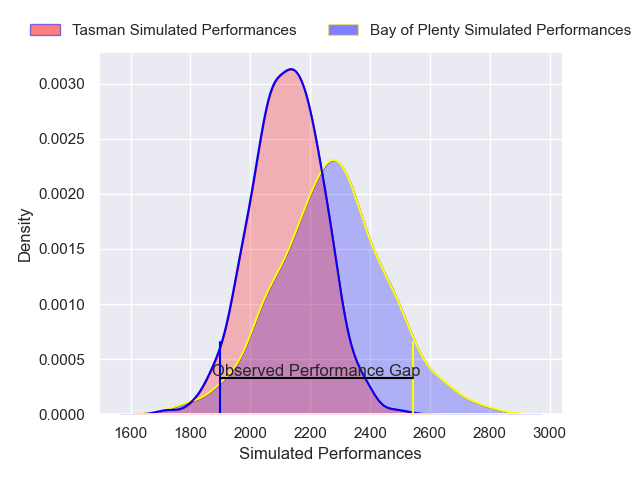 Tasman Simulated Performances
Bay of Plenty Simulated Performances
0.0030
0.0025
0.0020
0.0015
0.0010
0.0005
0.0000
Density
Observed Performance Gap
1600 1800 2000 2200 2400 2600 2800 3000
Simulated Performances